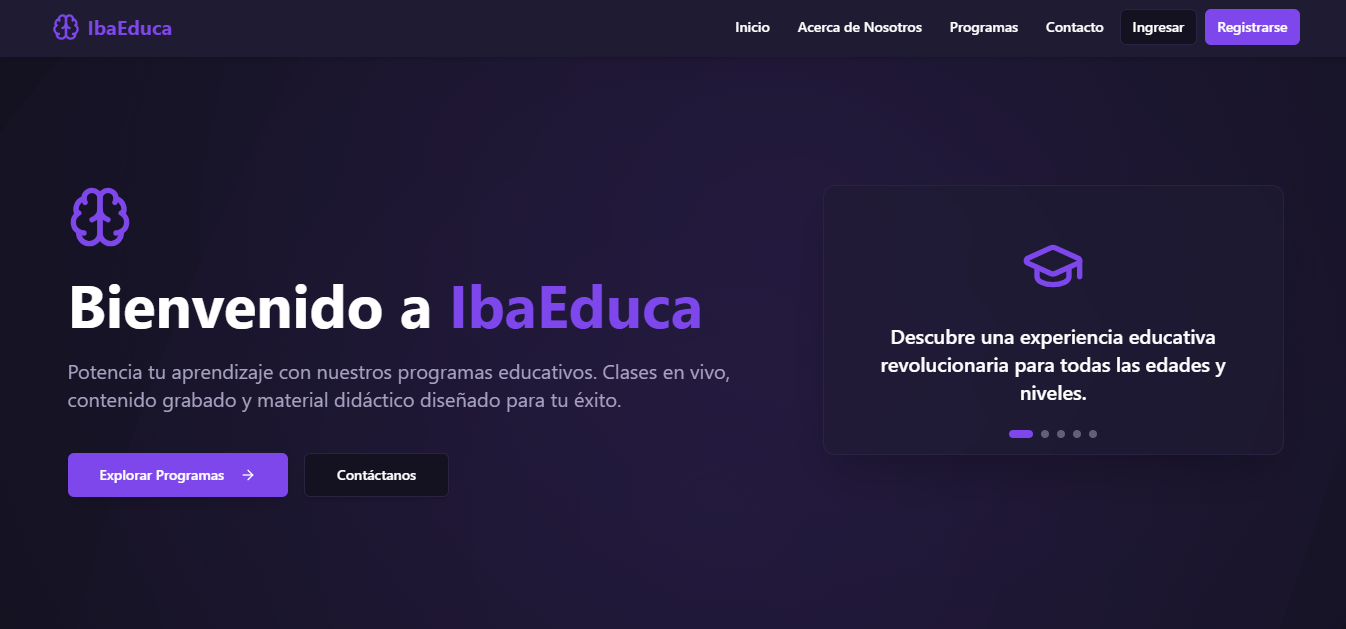 IbaEduca
Inicio
Acerca de Nosotros
Programas
Contacto
Ingresar
Registrarse
Bienvenido a IbaEduca
Potencia tu aprendizaje con nuestros programas educativos. Clases en vivo,
contenido grabado y material didáctico diseñado para tu éxito.
Explorar Programas
Contáctanos
Descubre una experiencia educativa
revolucionaria para todas las edades y
niveles.